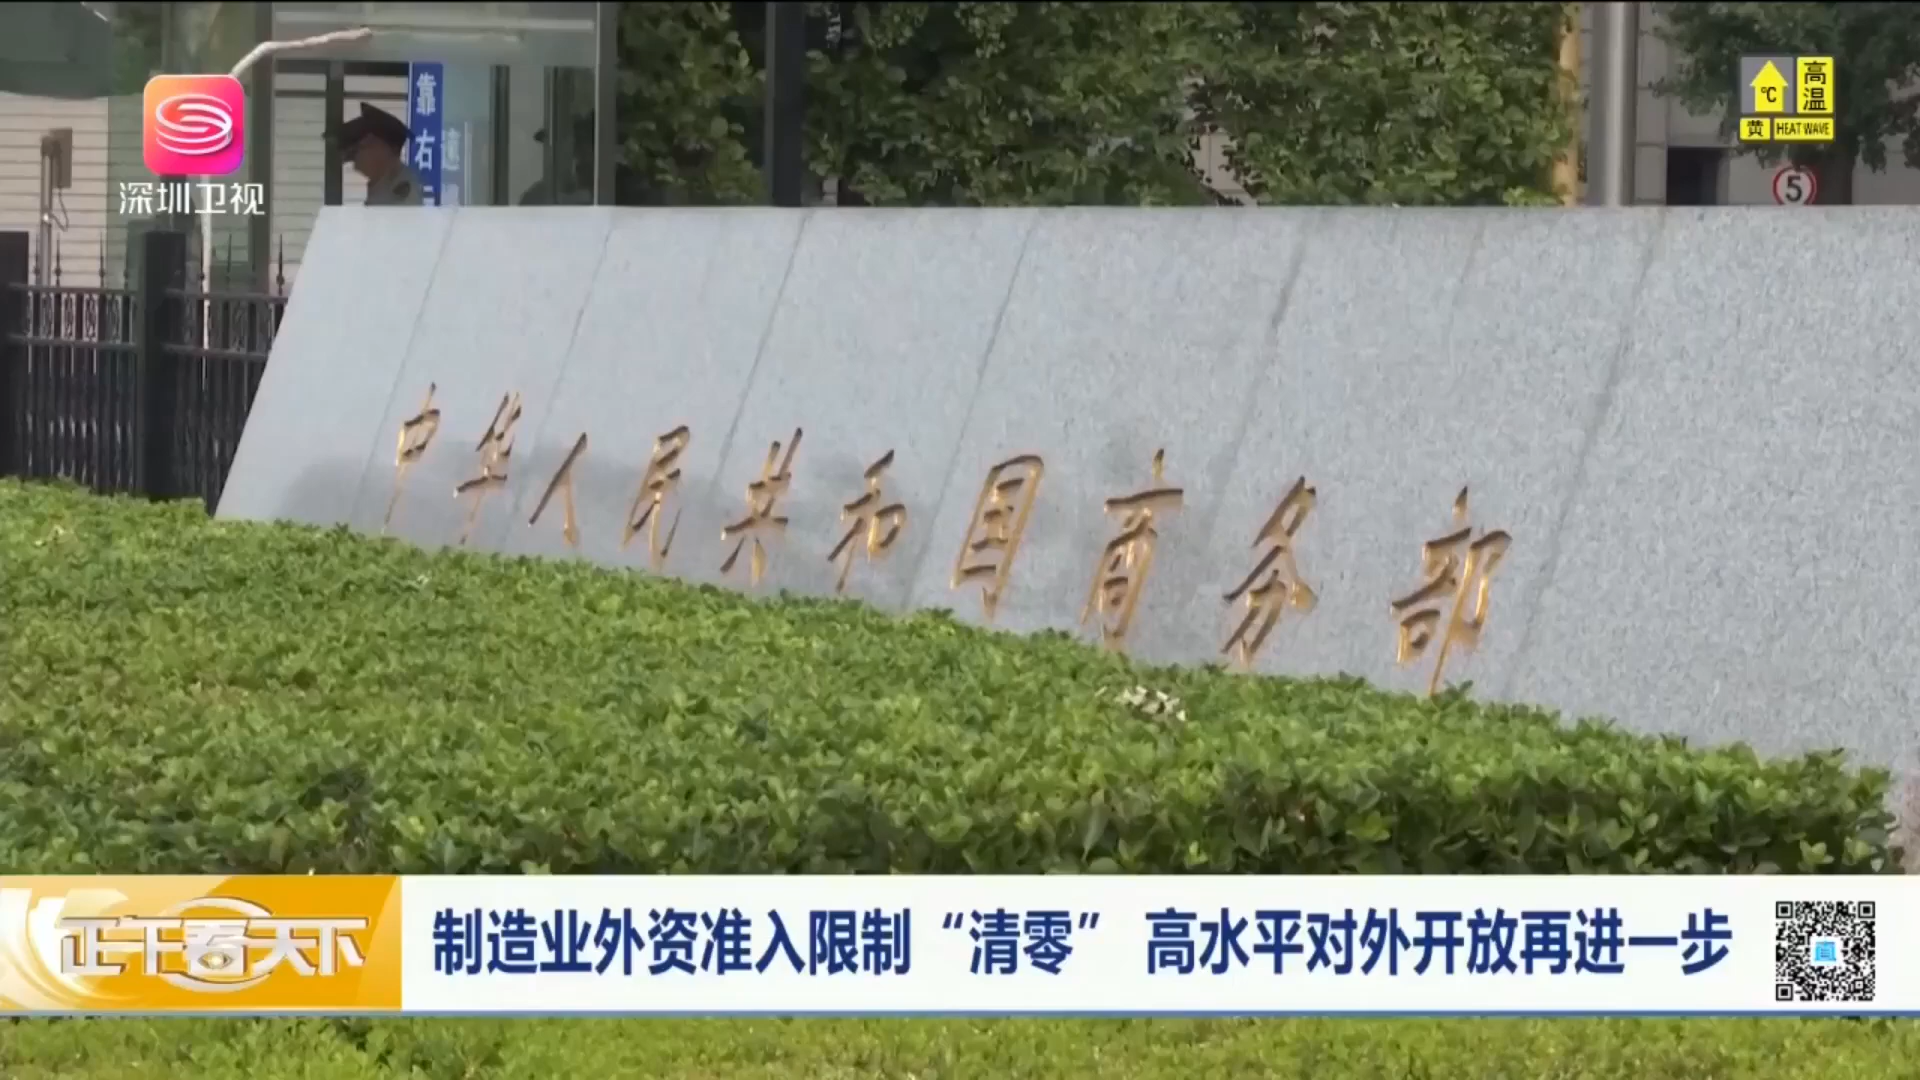 靠右
高温
℃
黄 HEAT WAVE
深圳卫视
5
中华人民共和国商务部
正午看天下
制造业外资准入限制“清零” 高水平对外开放再进一步